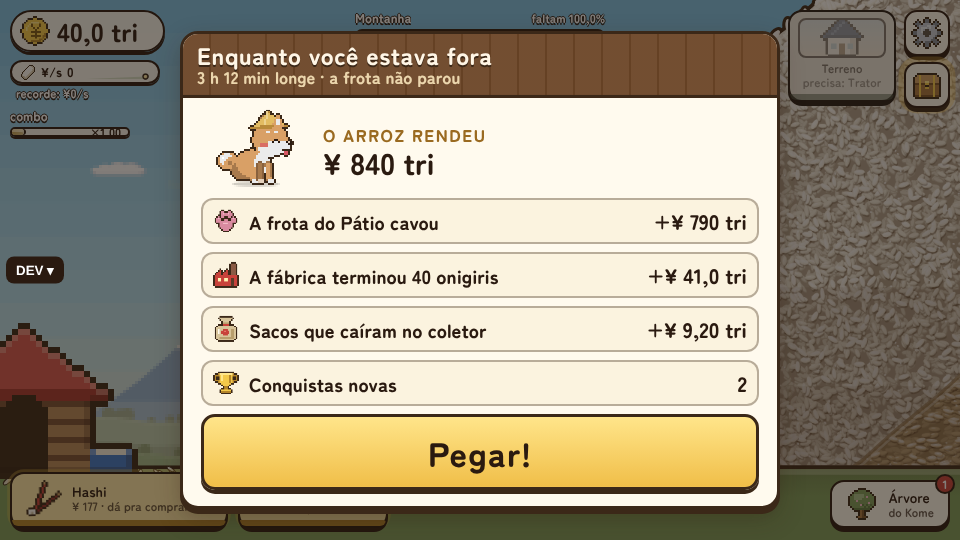 40,0 tri
¥/s 0
recorde: ¥0/s
combo
×1,00
Montanha
faltam 100,0%
Terreno
precisa: Trator
Enquanto você estava fora
3 h 12 min longe · a frota não parou
O ARROZ RENDEU
¥ 840 tri
A frota do Pátio cavou +¥ 790 tri
A fábrica terminou 40 onigiris +¥ 41,0 tri
Sacos que caíram no coletor +¥ 9,20 tri
Conquistas novas 2
Pegar!
DEV ▾
Hashi
¥ 177 · dá pra comprar
1
Árvore
do Kome